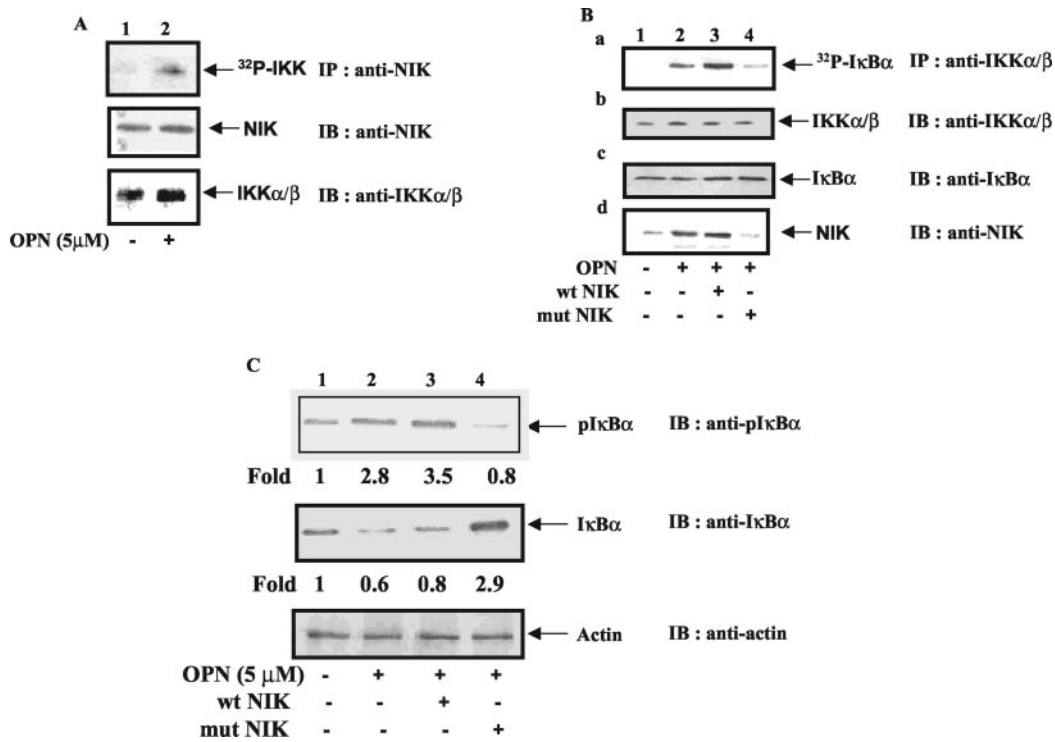 A
1 2
³²P-IKK IP : anti-NIK
NIK IB : anti-NIK
IKKα/β IB : anti-IKKα/β
OPN (5μM) - +
B
1 2 3 4
a
³²P-IκBα IP : anti-IKKα/β
b
IKKα/β IB : anti-IKKα/β
c
IκBα IB : anti-IκBα
d
NIK IB : anti-NIK
OPN - + + +
wt NIK - - + -
mut NIK - - - +
C
1 2 3 4
pIκBα IB : anti-pIκBα
Fold 1 2.8 3.5 0.8
IκBα IB : anti-IκBα
Fold 1 0.6 0.8 2.9
Actin IB : anti-actin
OPN (5 μM) - + + +
wt NIK - - + -
mut NIK - - - +